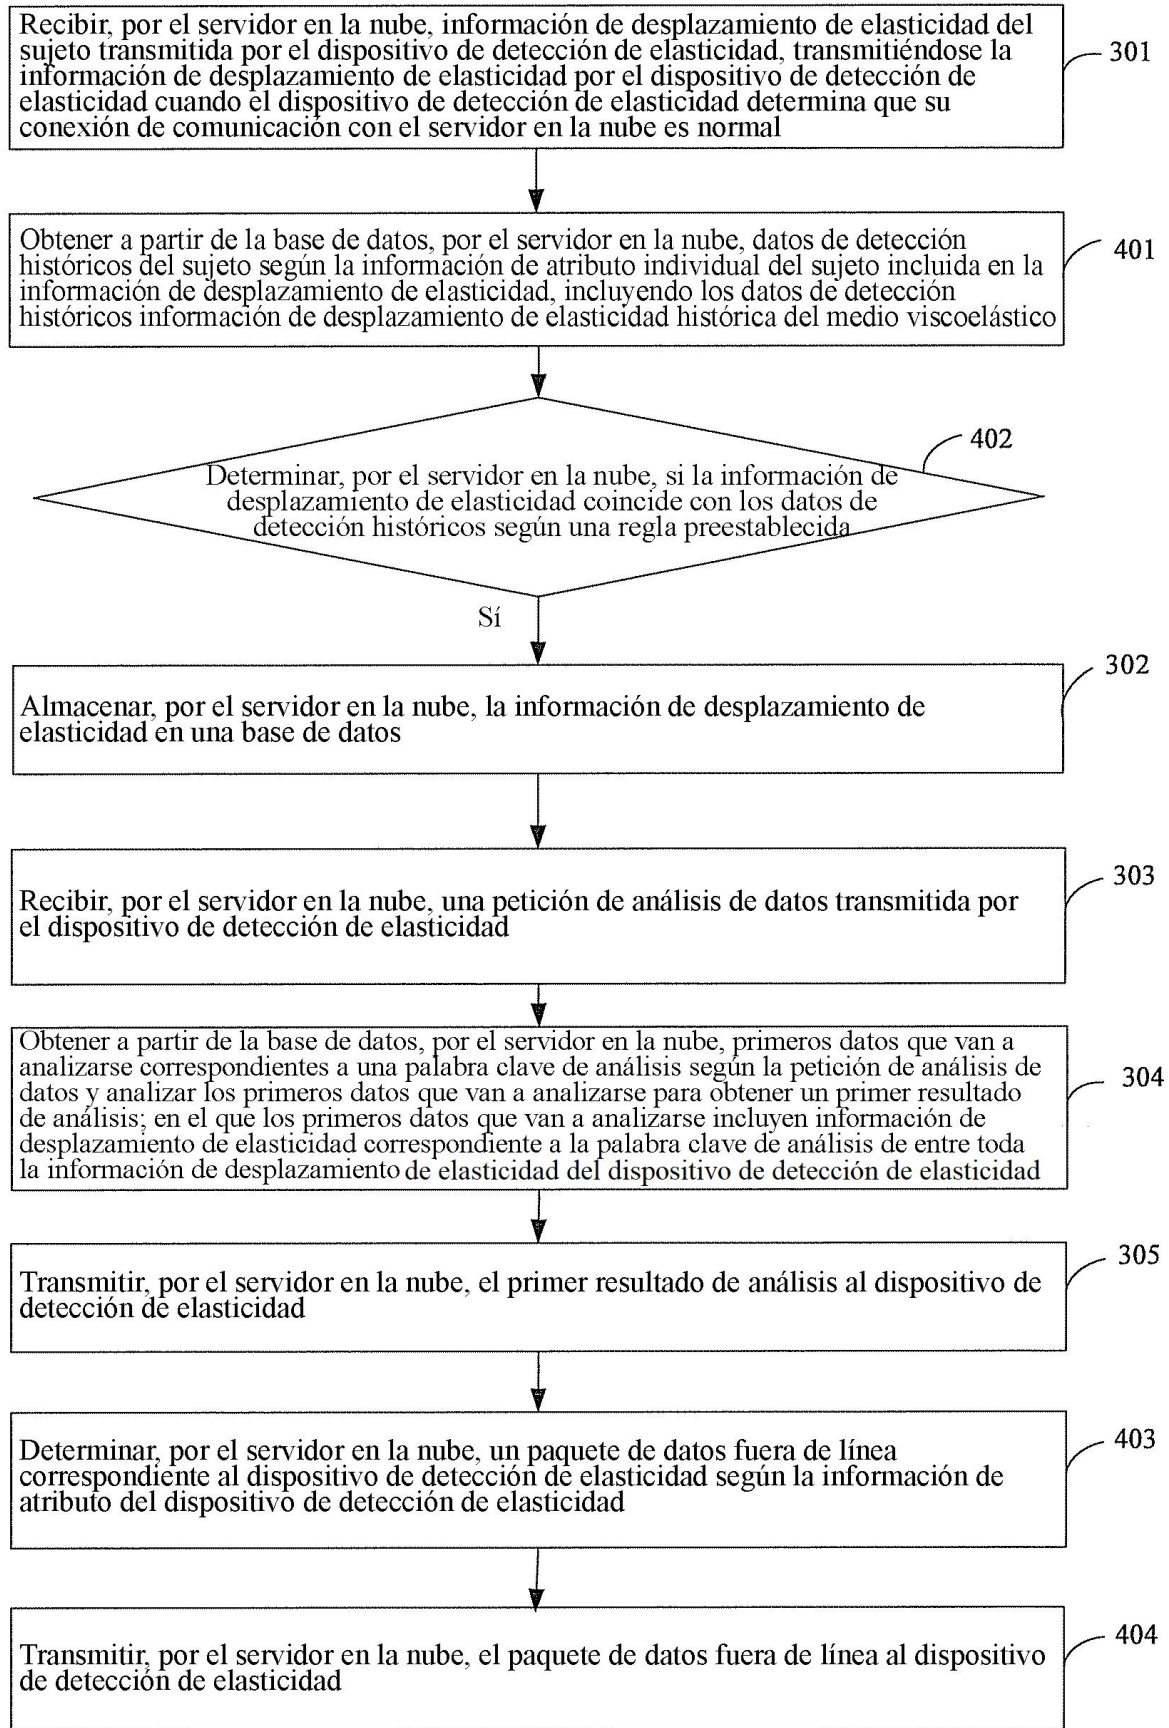 Recibir, por el servidor en la nube, información de desplazamiento de elasticidad del
sujeto transmitida por el dispositivo de detección de elasticidad, transmitiéndose la
información de desplazamiento de elasticidad por el dispositivo de detección de
elasticidad cuando el dispositivo de detección de elasticidad determina que su
conexión de comunicación con el servidor en la nube es normal
301
Obtener a partir de la base de datos, por el servidor en la nube, datos de detección
históricos del sujeto según la información de atributo individual del sujeto incluida en la
información de desplazamiento de elasticidad, incluyendo los datos de detección
históricos información de desplazamiento de elasticidad histórica del medio viscoelástico
401
402
Determinar, por el servidor en la nube, si la información de
desplazamiento de elasticidad coincide con los datos de
detección históricos según una regla preestablecida
Sí
302
Almacenar, por el servidor en la nube, la información de desplazamiento de
elasticidad en una base de datos
303
Recibir, por el servidor en la nube, una petición de análisis de datos transmitida por
el dispositivo de detección de elasticidad
Obtener a partir de la base de datos, por el servidor en la nube, primeros datos que van a
analizarse correspondientes a una palabra clave de análisis según la petición de análisis de
datos y analizar los primeros datos que van a analizarse para obtener un primer resultado
de análisis; en el que los primeros datos que van a analizarse incluyen información de
desplazamiento de elasticidad correspondiente a la palabra clave de análisis de entre toda
la información de desplazamiento de elasticidad del dispositivo de detección de elasticidad
304
305
Transmitir, por el servidor en la nube, el primer resultado de análisis al dispositivo de
detección de elasticidad
403
Determinar, por el servidor en la nube, un paquete de datos fuera de línea
correspondiente al dispositivo de detección de elasticidad según la información de
atributo del dispositivo de detección de elasticidad
404
Transmitir, por el servidor en la nube, el paquete de datos fuera de línea al dispositivo
de detección de elasticidad